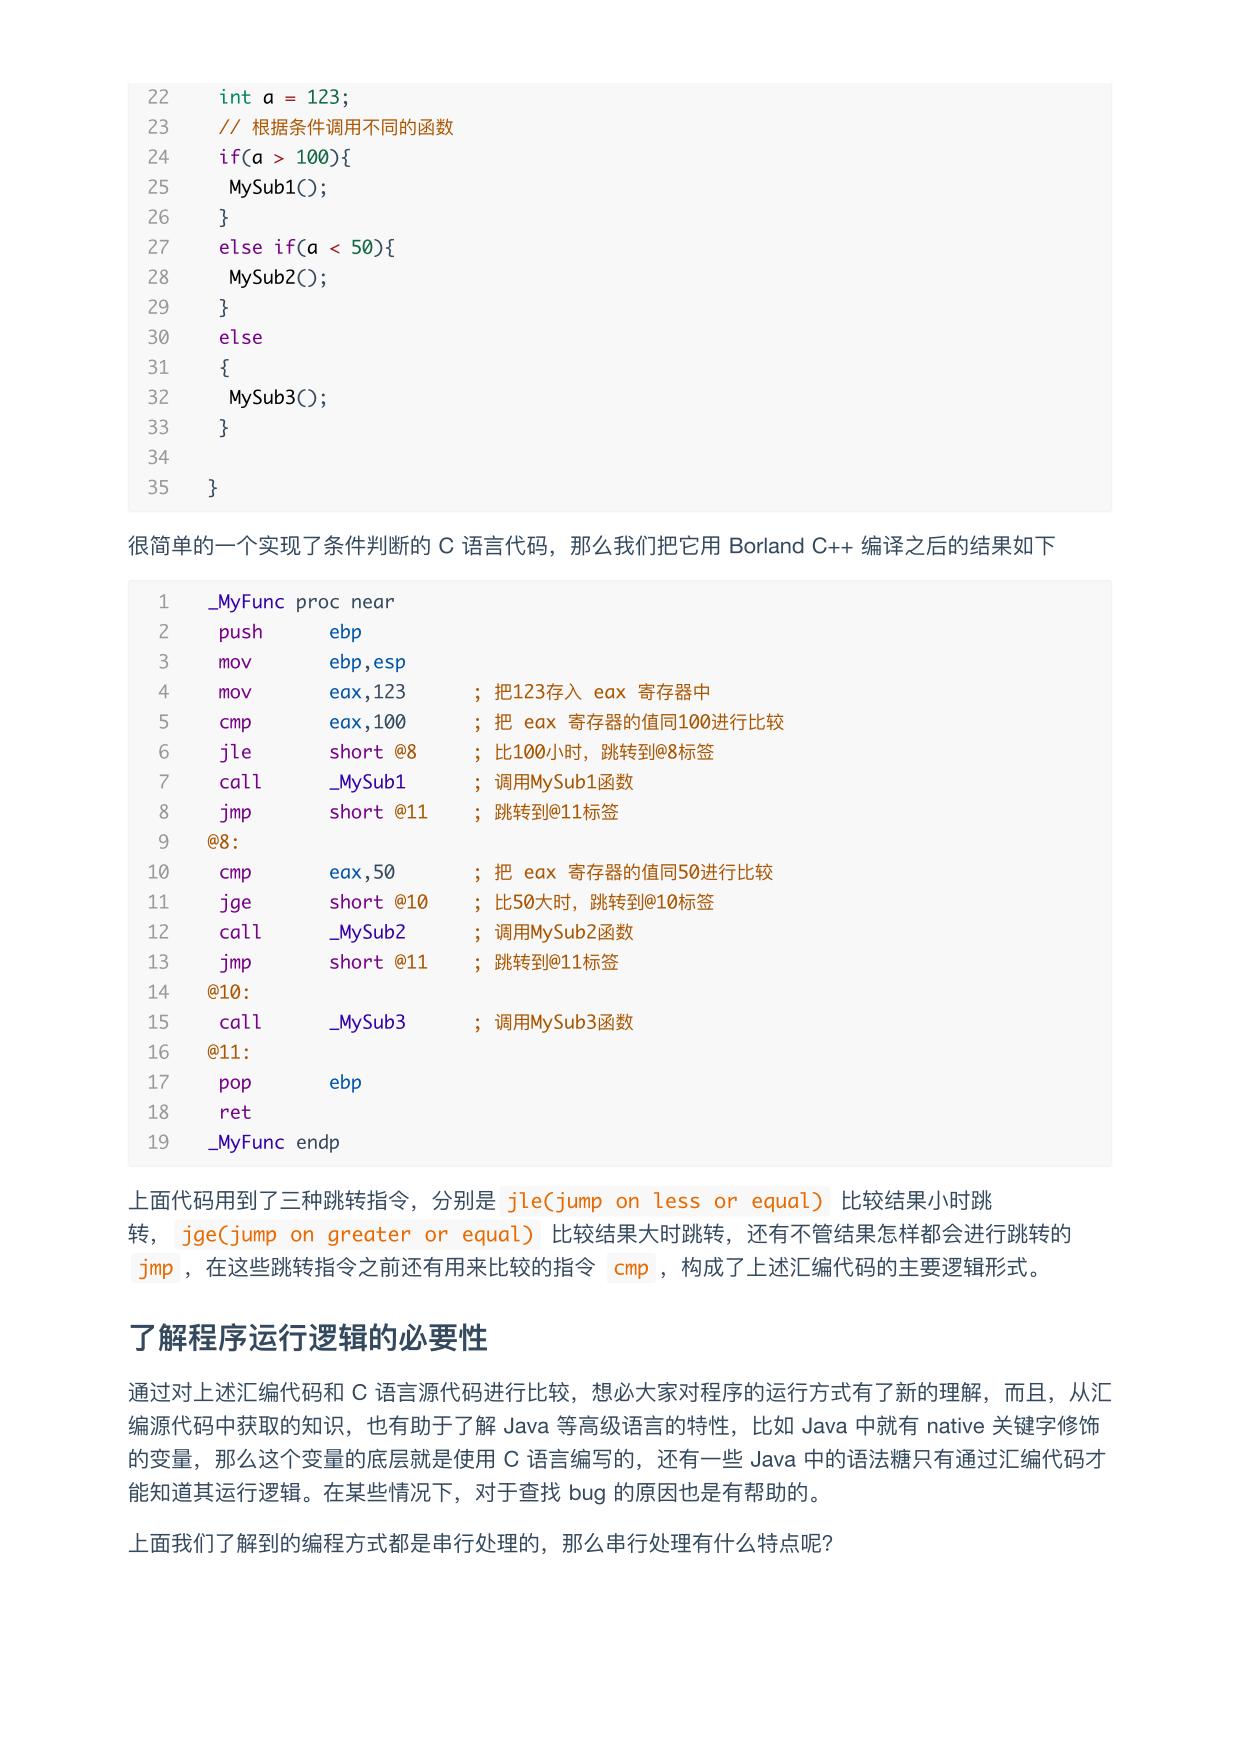 22 int a = 123;
23 // 根据条件调用不同的函数
24 if(a > 100){
25 MySub1();
26 }
27 else if(a < 50){
28 MySub2();
29 }
30 else
31 {
32 MySub3();
33 }
34
35 }
很简单的一个实现了条件判断的 C 语言代码，那么我们把它用 Borland C++ 编译之后的结果如下
1 _MyFunc proc near
2 push ebp
3 mov ebp,esp
4 mov eax,123 ; 把123存入 eax 寄存器中
5 cmp eax,100 ; 把 eax 寄存器的值同100进行比较
6 jle short @8 ; 比100小时，跳转到@8标签
7 call _MySub1 ; 调用MySub1函数
8 jmp short @11 ; 跳转到@11标签
9 @8:
10 cmp eax,50 ; 把 eax 寄存器的值同50进行比较
11 jge short @10 ; 比50大时，跳转到@10标签
12 call _MySub2 ; 调用MySub2函数
13 jmp short @11 ; 跳转到@11标签
14 @10:
15 call _MySub3 ; 调用MySub3函数
16 @11:
17 pop ebp
18 ret
19 _MyFunc endp
上面代码用到了三种跳转指令，分别是 jle(jump on less or equal) 比较结果小时跳
转， jge(jump on greater or equal) 比较结果大时跳转，还有不管结果怎样都会进行跳转的
jmp ，在这些跳转指令之前还有用来比较的指令 cmp ，构成了上述汇编代码的主要逻辑形式。
了解程序运行逻辑的必要性
通过对上述汇编代码和 C 语言源代码进行比较，想必大家对程序的运行方式有了新的理解，而且，从汇
编源代码中获取的知识，也有助于了解 Java 等高级语言的特性，比如 Java 中就有 native 关键字修饰
的变量，那么这个变量的底层就是使用 C 语言编写的，还有一些 Java 中的语法糖只有通过汇编代码才
能知道其运行逻辑。在某些情况下，对于查找 bug 的原因也是有帮助的。
上面我们了解到的编程方式都是串行处理的，那么串行处理有什么特点呢？